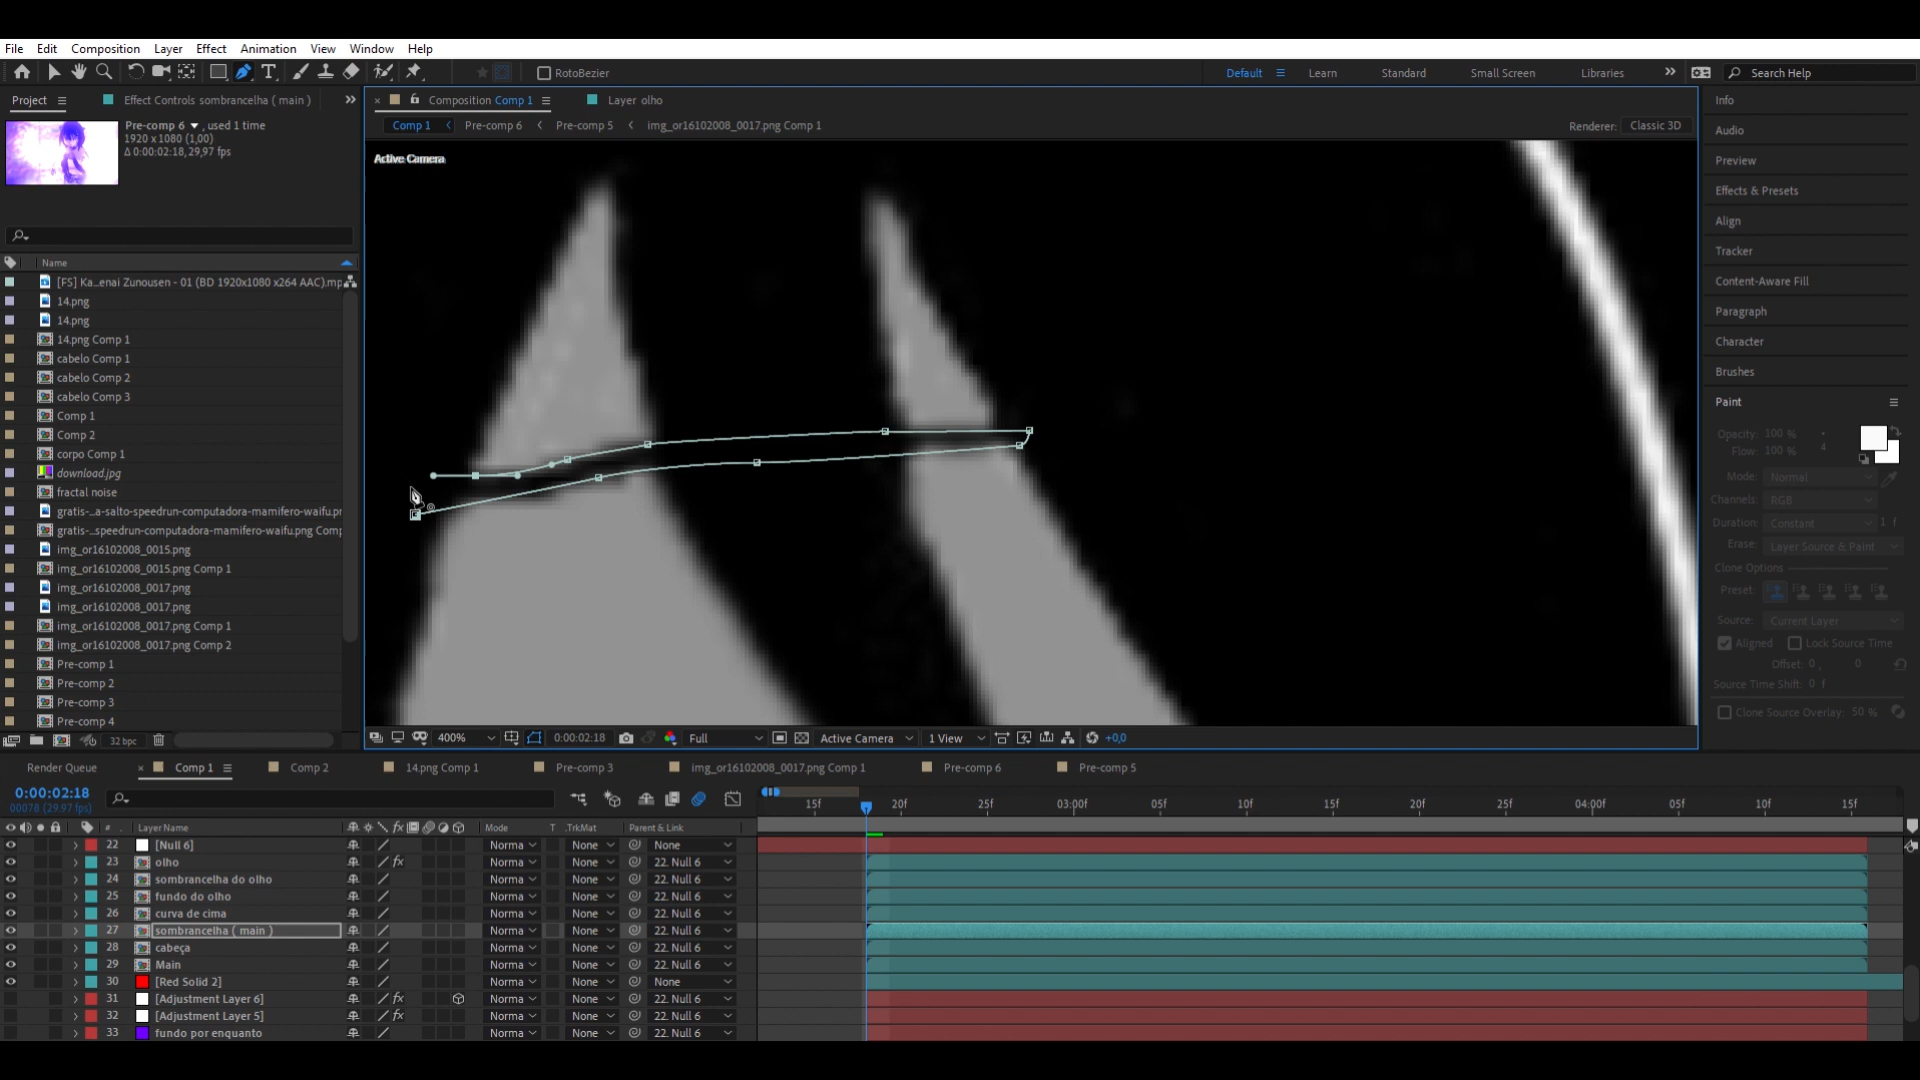 File Edit Composition Layer Effect Animation View Window Help
RotoBezier
Default Learn Standard Small Screen Libraries Search Help
Project Effect Controls sombrancelha ( main )
Pre-comp 6 , used 1 time
1920 x 1080 (1,00)
Δ 0:00:02:18, 29,97 fps
Name
[FS] Ka...enai Zunousen - 01 (BD 1920x1080 x264 AAC).mp
14.png
14.png
14.png Comp 1
cabelo Comp 1
cabelo Comp 2
cabelo Comp 3
Comp 1
Comp 2
corpo Comp 1
download.jpg
fractal noise
gratis-...a-salto-speedrun-computadora-mamifero-waifu.pr
gratis-...speedrun-computadora-mamifero-waifu.png Comp
img_or16102008_0015.png
img_or16102008_0015.png Comp 1
img_or16102008_0017.png
img_or16102008_0017.png
img_or16102008_0017.png Comp 1
img_or16102008_0017.png Comp 2
Pre-comp 1
Pre-comp 2
Pre-comp 3
Pre-comp 4
32 bpc
Composition Comp 1 Layer olho
Comp 1 Pre-comp 6 Pre-comp 5 img_or16102008_0017.png Comp 1
Renderer: Classic 3D
Active Camera
400% 0:00:02:18 Full Active Camera 1 View +0,0
Info
Audio
Preview
Effects & Presets
Align
Tracker
Content-Aware Fill
Paragraph
Character
Brushes
Paint
Opacity: 100 %
Flow: 100 % 4
Mode: Normal
Channels: RGB
Duration: Constant 1 f
Erase: Layer Source & Paint
Clone Options
Preset:
Source: Current Layer
Aligned Lock Source Time
Offset: 0 , 0
Source Time Shift: 0 f
Clone Source Overlay: 50 %
Render Queue Comp 1 Comp 2 14.png Comp 1 Pre-comp 3 img_or16102008_0017.png Comp 1 Pre-comp 6 Pre-comp 5
0:00:02:18
00078 (29.97 fps)
15f 20f 25f 03:00f 05f 10f 15f 20f 25f 04:00f 05f 10f 15f
# Layer Name fx Mode T .TrkMat Parent & Link
22 [Null 6] Norma None None
23 olho fx Norma None 22. Null 6
24 sombrancelha do olho Norma None 22. Null 6
25 fundo do olho Norma None 22. Null 6
26 curva de cima Norma None 22. Null 6
27 sombrancelha ( main ) Norma None 22. Null 6
28 cabeça Norma None 22. Null 6
29 Main Norma None 22. Null 6
30 [Red Solid 2] Norma None None
31 [Adjustment Layer 6] fx Norma None 22. Null 6
32 [Adjustment Layer 5] fx Norma None 22. Null 6
33 fundo por enquanto Norma None 22. Null 6